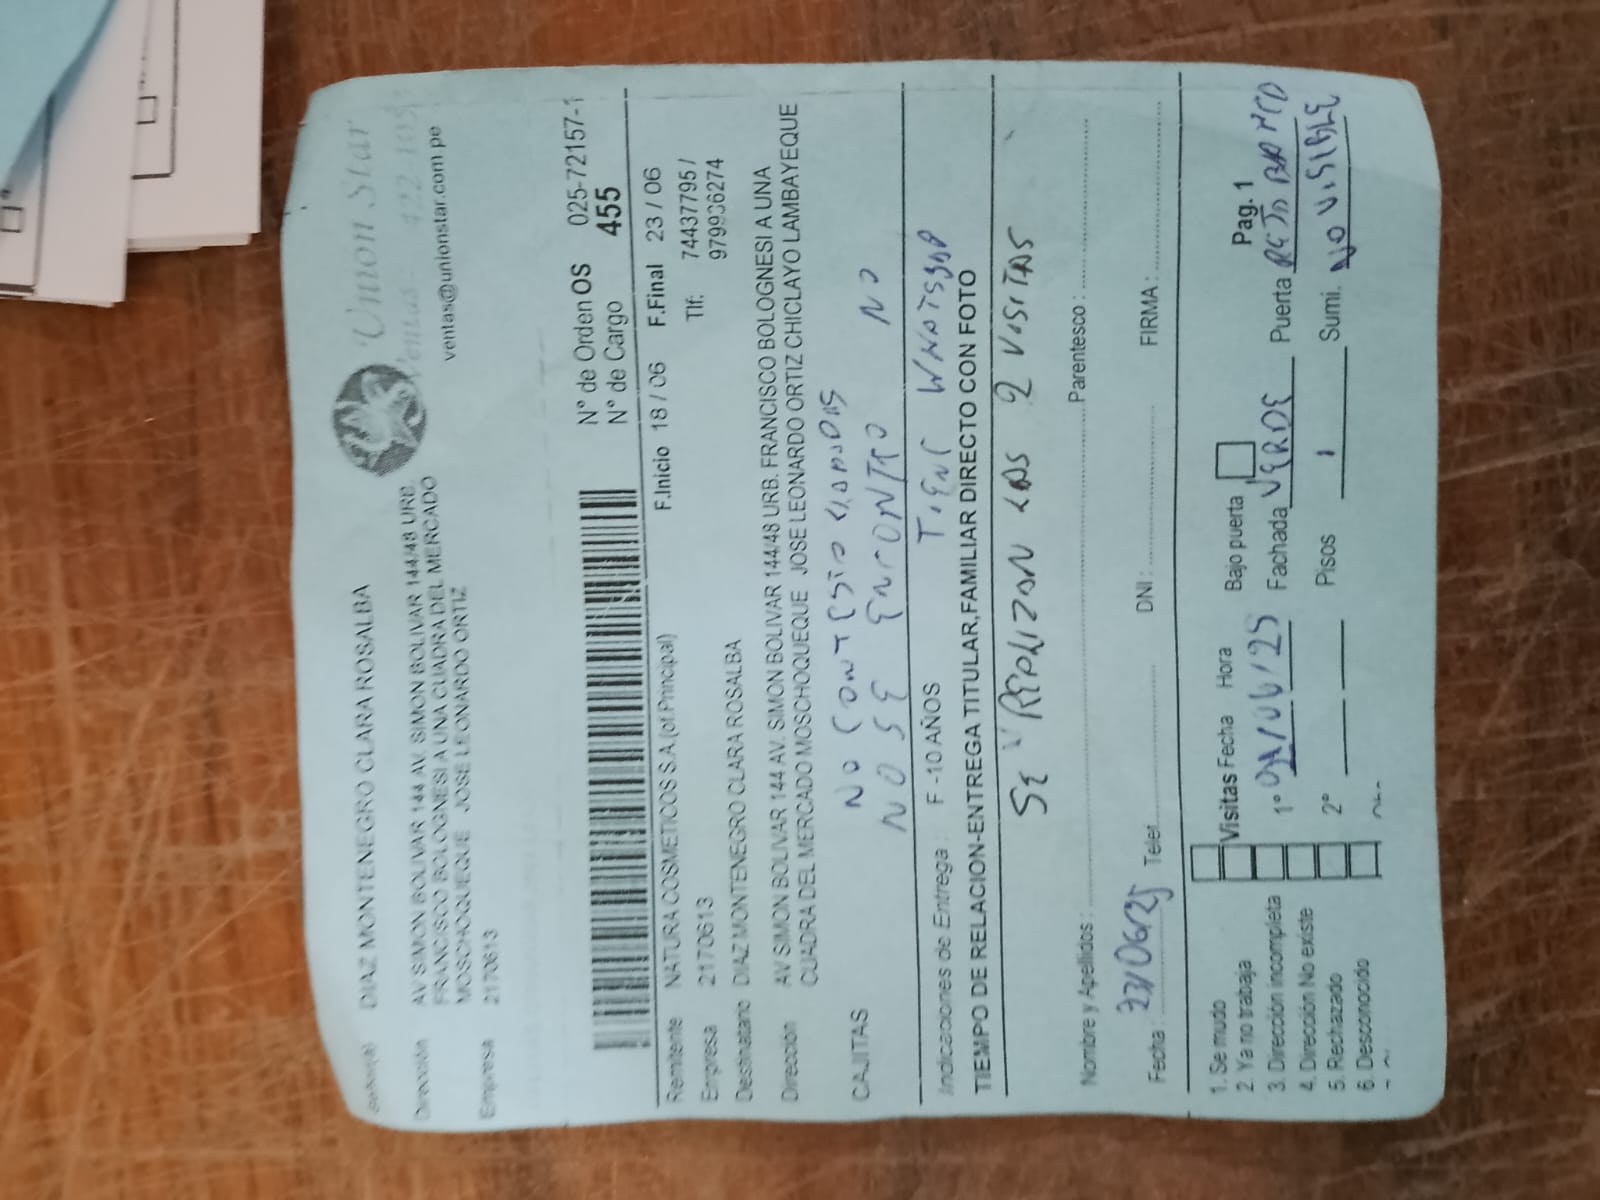 DIAZ MONTENEGRO CLARA ROSALBA
Dirección AV SIMON BOLIVAR 144 AV. SIMON BOLIVAR 144/48 URB.
FRANCISCO BOLOGNESI A UNA CUADRA DEL MERCADO
MOSCHOQUEQUE JOSE LEONARDO ORTIZ
Empresa 2170613
Union Star
Ventas:
ventas@unionstar.com.pe
N° de Orden OS 025-72157-1
N° de Cargo 455
F.Inicio 18 / 06 F.Final 23 / 06
Remitente NATURA COSMETICOS S.A (of.Principal)
Tlf: 74437795 /
979936274
Empresa 2170613
Destinatario DIAZ MONTENEGRO CLARA ROSALBA
Dirección AV SIMON BOLIVAR 144 AV. SIMON BOLIVAR 144/48 URB. FRANCISCO BOLOGNESI A UNA
CUADRA DEL MERCADO MOSCHOQUEQUE JOSE LEONARDO ORTIZ CHICLAYO LAMBAYEQUE
NO CONTESTO LLAMADAS
CAJITAS
NO SE ENCONTRO NO
TIENE WHATSAPP
Indicaciones de Entrega : F -10 AÑOS
TIEMPO DE RELACION-ENTREGA TITULAR,FAMILIAR DIRECTO CON FOTO
SE REALIZAN LAS 2 VISITAS
Nombre y Apellidos : Parentesco :
Fecha : 23/06/25 Telef DNI : FIRMA :
1. Se mudo
2. Ya no trabaja
3. Dirección incompleta
4. Dirección No existe
5. Rechazado
6. Desconocido
Visitas Fecha Hora Bajo puerta Pag. 1
1° Fachada VERDE Puerta
2° Pisos 1 Sumi. NO VISIBLE